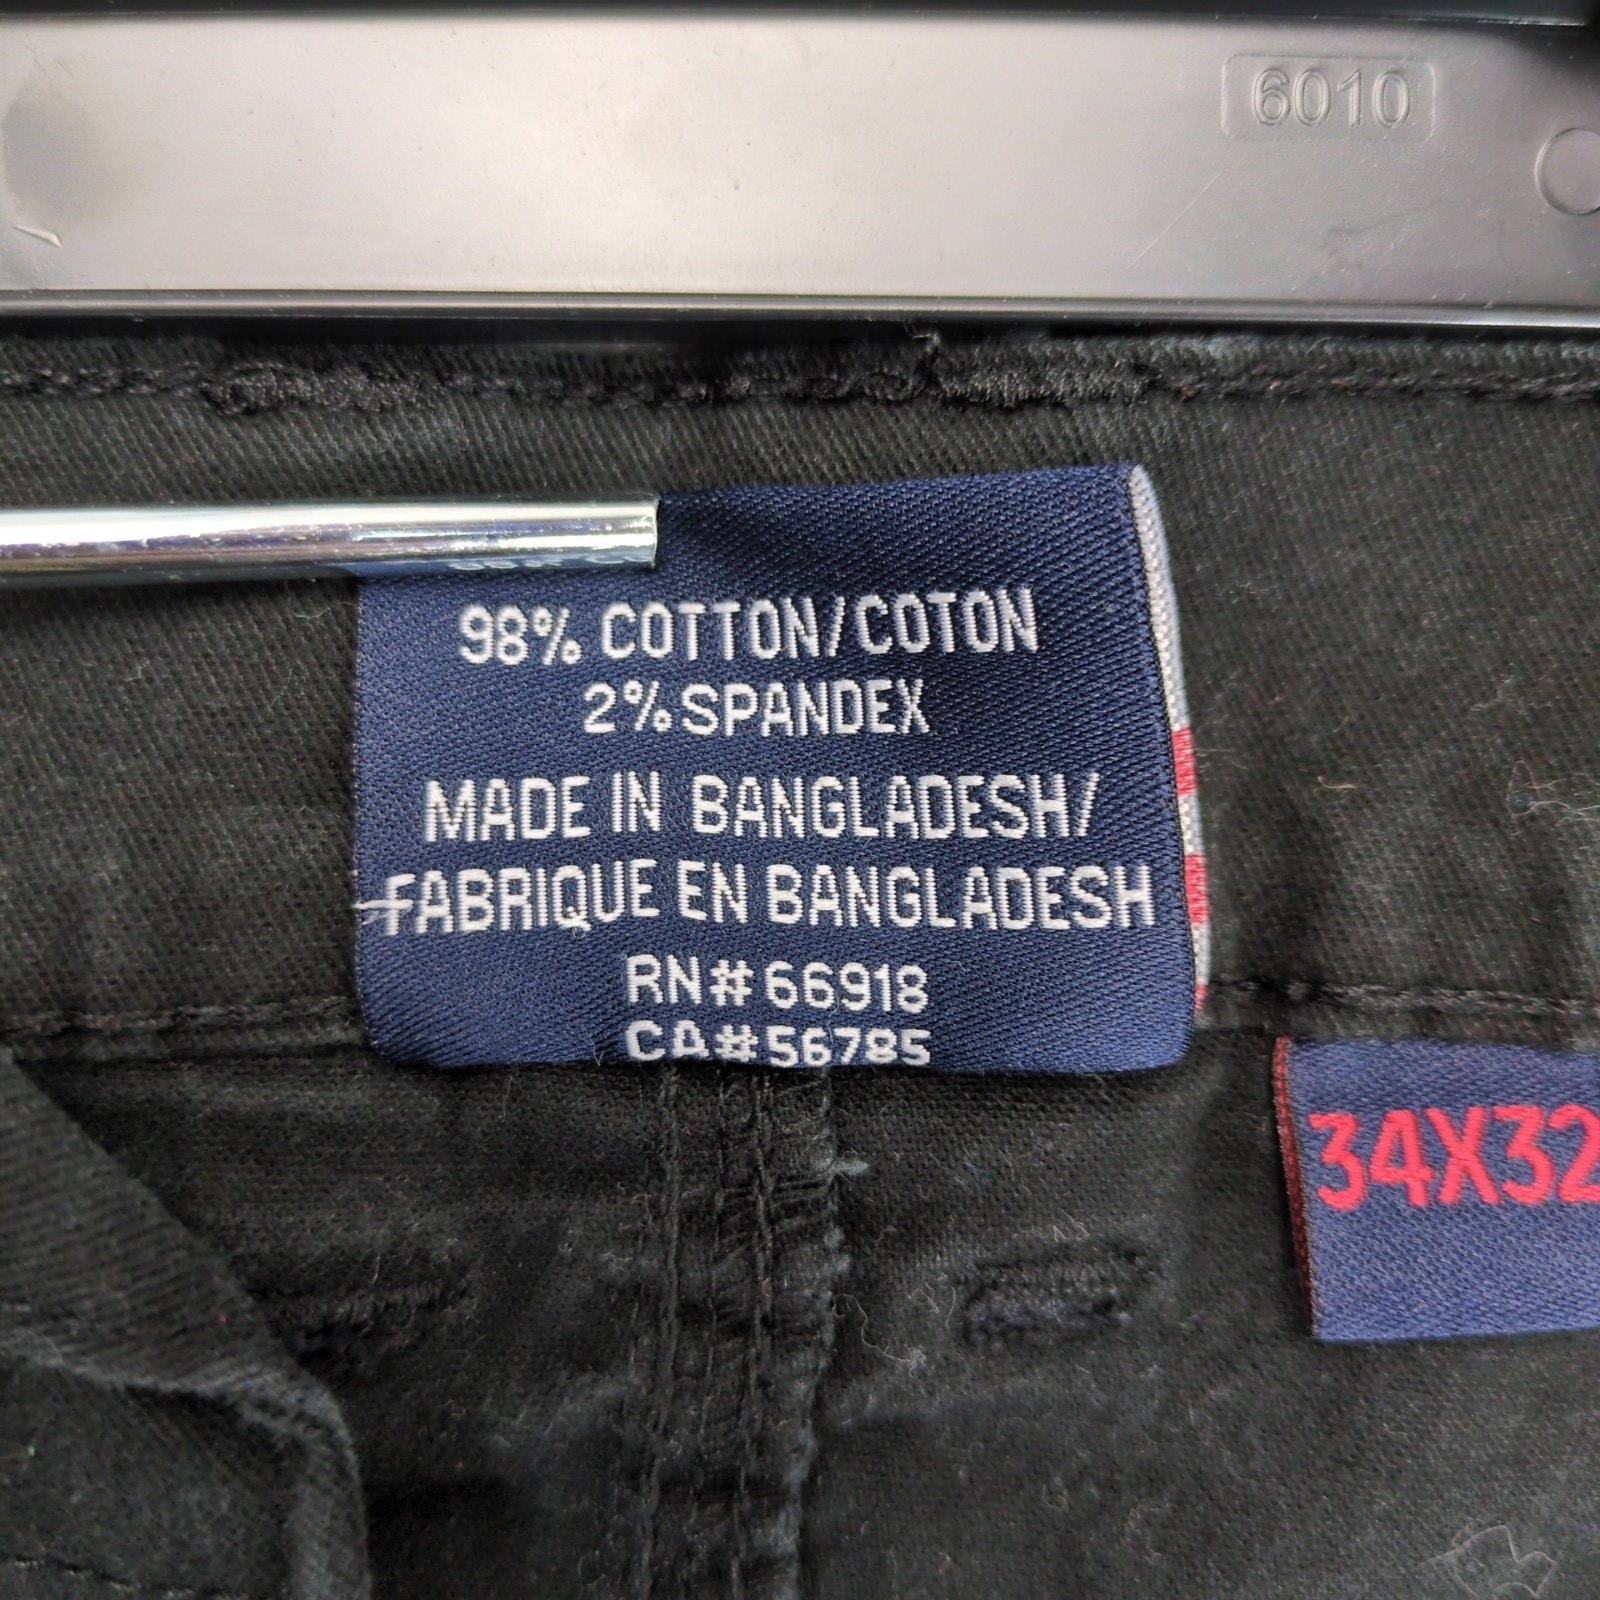 6010
98% COTTON/COTON
2% SPANDEX
MADE IN BANGLADESH/
FABRIQUE EN BANGLADESH
RN# 66918
CA# 56785
34X32